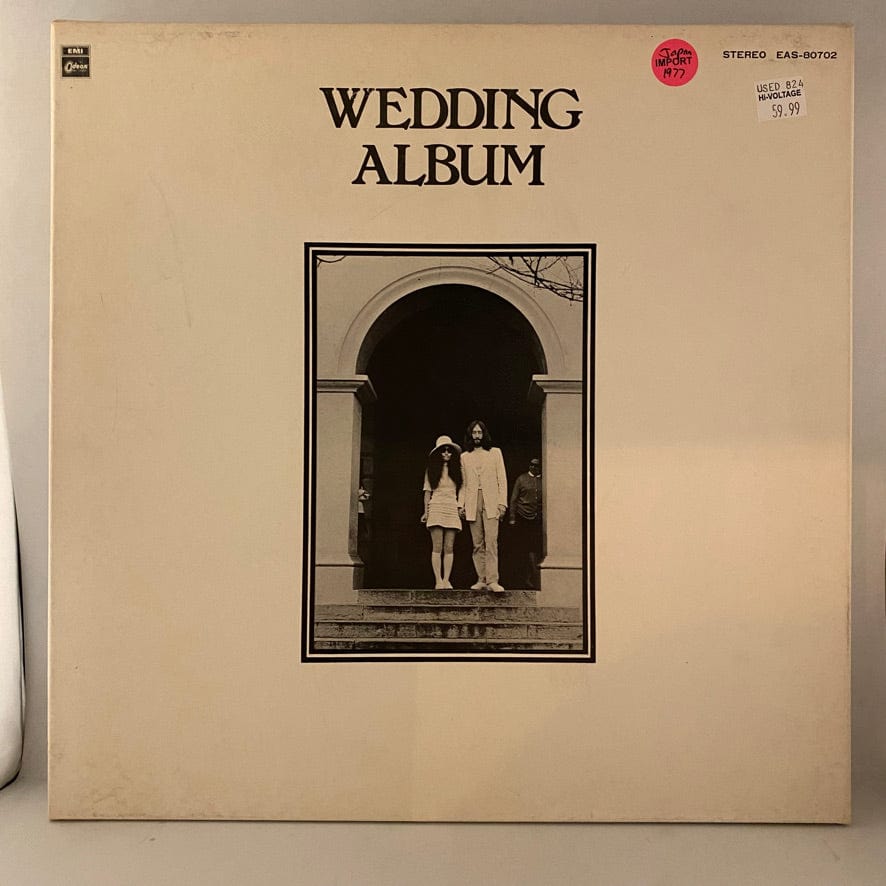 EMI
Odeon
Japan
IMPORT
1977
STEREO EAS-80702
USED 824
HI-VOLTAGE
59.99
WEDDING
ALBUM